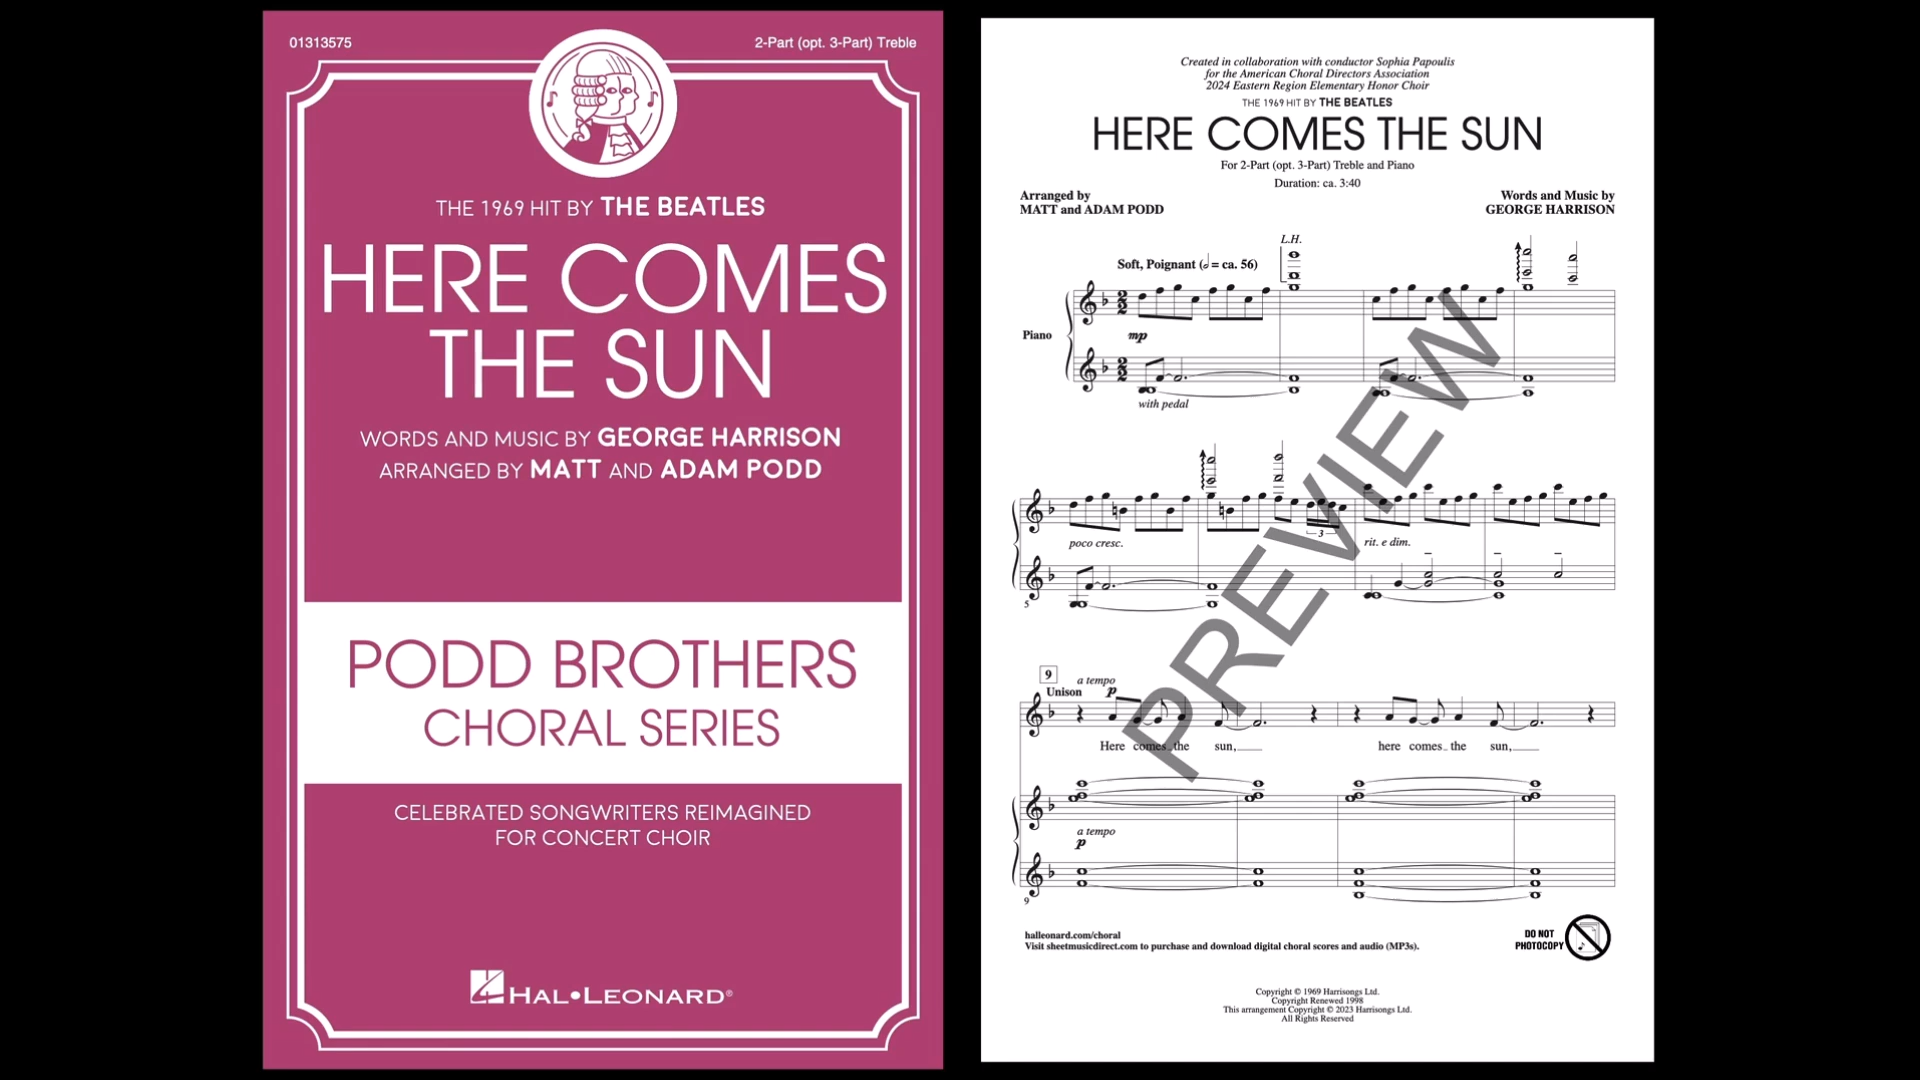 01313575
2-Part (opt. 3-Part) Treble
THE 1969 HIT BY THE BEATLES
HERE COMES
THE SUN
WORDS AND MUSIC BY GEORGE HARRISON
ARRANGED BY MATT AND ADAM PODD
PODD BROTHERS
CHORAL SERIES
CELEBRATED SONGWRITERS REIMAGINED
FOR CONCERT CHOIR
HAL•LEONARD®
Created in collaboration with conductor Sophia Papoulis
for the American Choral Directors Association
2024 Eastern Region Elementary Honor Choir
THE 1969 HIT BY THE BEATLES
HERE COMES THE SUN
For 2-Part (opt. 3-Part) Treble and Piano
Duration: ca. 3:40
Arranged by
MATT and ADAM PODD
Words and Music by
GEORGE HARRISON
L.H.
Soft, Poignant (𝅗𝅥 = ca. 56)
Piano
mp
with pedal
poco cresc.
3
rit. e dim.
5
9
a tempo
Unison
p
Here comes the sun, here comes the sun,
a tempo
p
9
PREVIEW
halleonard.com/choral
Visit sheetmusicdirect.com to purchase and download digital choral scores and audio (MP3s).
DO NOT
PHOTOCOPY
Copyright © 1969 Harrisongs Ltd.
Copyright Renewed 1998
This arrangement Copyright © 2023 Harrisongs Ltd.
All Rights Reserved